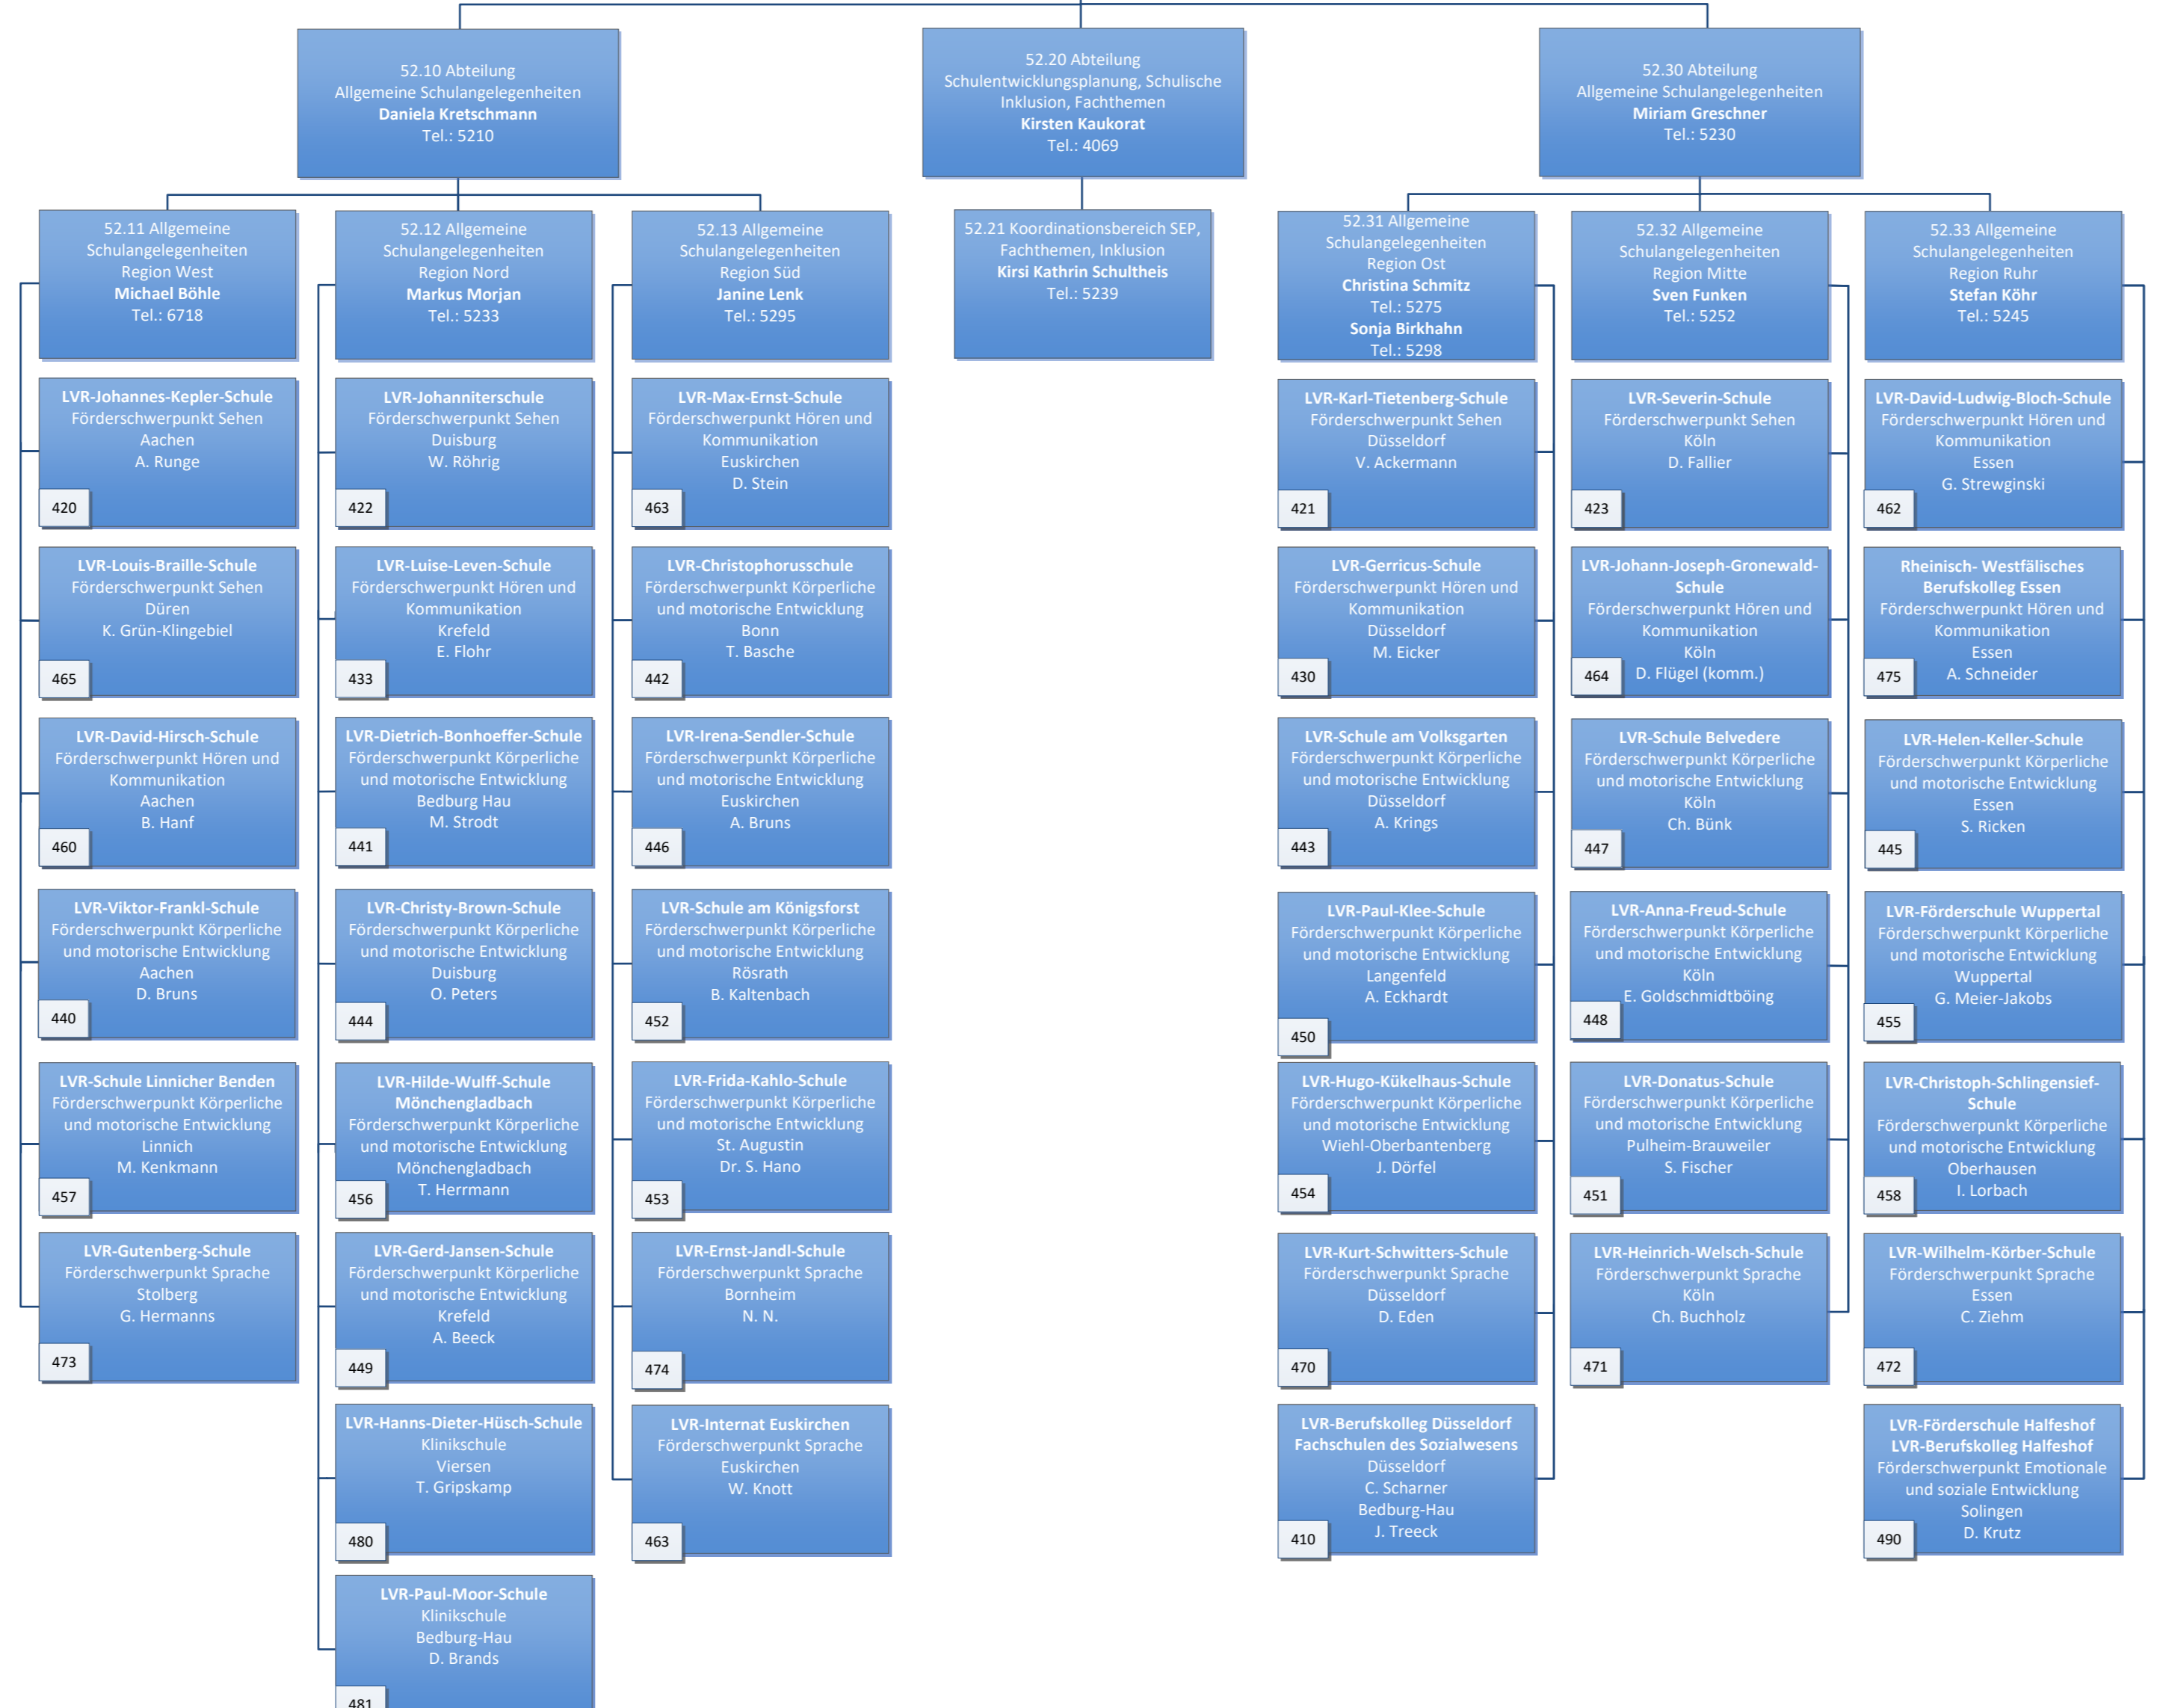 52.10 Abteilung
Allgemeine Schulangelegenheiten
Daniela Kretschmann
Tel.: 5210
52.20 Abteilung
Schulentwicklungsplanung, Schulische
Inklusion, Fachthemen
Kirsten Kaukorat
Tel.: 4069
52.30 Abteilung
Allgemeine Schulangelegenheiten
Miriam Greschner
Tel.: 5230
52.11 Allgemeine
Schulangelegenheiten
Region West
Michael Böhle
Tel.: 6718
LVR-Johannes-Kepler-Schule
Förderschwerpunkt Sehen
Aachen
A. Runge
420
LVR-Louis-Braille-Schule
Förderschwerpunkt Sehen
Düren
K. Grün-Klingebiel
465
LVR-David-Hirsch-Schule
Förderschwerpunkt Hören und
Kommunikation
Aachen
B. Hanf
460
LVR-Viktor-Frankl-Schule
Förderschwerpunkt Körperliche
und motorische Entwicklung
Aachen
D. Bruns
440
LVR-Schule Linnicher Benden
Förderschwerpunkt Körperliche
und motorische Entwicklung
Linnich
M. Kenkmann
457
LVR-Gutenberg-Schule
Förderschwerpunkt Sprache
Stolberg
G. Hermanns
473
52.12 Allgemeine
Schulangelegenheiten
Region Nord
Markus Morjan
Tel.: 5233
LVR-Johanniterschule
Förderschwerpunkt Sehen
Duisburg
W. Röhrig
422
LVR-Luise-Leven-Schule
Förderschwerpunkt Hören und
Kommunikation
Krefeld
E. Flohr
433
LVR-Dietrich-Bonhoeffer-Schule
Förderschwerpunkt Körperliche
und motorische Entwicklung
Bedburg Hau
M. Strodt
441
LVR-Christy-Brown-Schule
Förderschwerpunkt Körperliche
und motorische Entwicklung
Duisburg
O. Peters
444
LVR-Hilde-Wulff-Schule
Mönchengladbach
Förderschwerpunkt Körperliche
und motorische Entwicklung
Mönchengladbach
T. Herrmann
456
LVR-Gerd-Jansen-Schule
Förderschwerpunkt Körperliche
und motorische Entwicklung
Krefeld
A. Beeck
449
LVR-Hanns-Dieter-Hüsch-Schule
Klinikschule
Viersen
T. Gripskamp
480
LVR-Paul-Moor-Schule
Klinikschule
Bedburg-Hau
D. Brands
481
52.13 Allgemeine
Schulangelegenheiten
Region Süd
Janine Lenk
Tel.: 5295
LVR-Max-Ernst-Schule
Förderschwerpunkt Hören und
Kommunikation
Euskirchen
D. Stein
463
LVR-Christophorusschule
Förderschwerpunkt Körperliche
und motorische Entwicklung
Bonn
T. Basche
442
LVR-Irena-Sendler-Schule
Förderschwerpunkt Körperliche
und motorische Entwicklung
Euskirchen
A. Bruns
446
LVR-Schule am Königsforst
Förderschwerpunkt Körperliche
und motorische Entwicklung
Rösrath
B. Kaltenbach
452
LVR-Frida-Kahlo-Schule
Förderschwerpunkt Körperliche
und motorische Entwicklung
St. Augustin
Dr. S. Hano
453
LVR-Ernst-Jandl-Schule
Förderschwerpunkt Sprache
Bornheim
N. N.
474
LVR-Internat Euskirchen
Förderschwerpunkt Sprache
Euskirchen
W. Knott
463
52.21 Koordinationsbereich SEP,
Fachthemen, Inklusion
Kirsi Kathrin Schultheis
Tel.: 5239
52.31 Allgemeine
Schulangelegenheiten
Region Ost
Christina Schmitz
Tel.: 5275
Sonja Birkhahn
Tel.: 5298
LVR-Karl-Tietenberg-Schule
Förderschwerpunkt Sehen
Düsseldorf
V. Ackermann
421
LVR-Gerricus-Schule
Förderschwerpunkt Hören und
Kommunikation
Düsseldorf
M. Eicker
430
LVR-Schule am Volksgarten
Förderschwerpunkt Körperliche
und motorische Entwicklung
Düsseldorf
A. Krings
443
LVR-Paul-Klee-Schule
Förderschwerpunkt Körperliche
und motorische Entwicklung
Langenfeld
A. Eckhardt
450
LVR-Hugo-Kükelhaus-Schule
Förderschwerpunkt Körperliche
und motorische Entwicklung
Wiehl-Oberbantenberg
J. Dörfel
454
LVR-Kurt-Schwitters-Schule
Förderschwerpunkt Sprache
Düsseldorf
D. Eden
470
LVR-Berufskolleg Düsseldorf
Fachschulen des Sozialwesens
Düsseldorf
C. Scharner
Bedburg-Hau
J. Treeck
410
52.32 Allgemeine
Schulangelegenheiten
Region Mitte
Sven Funken
Tel.: 5252
LVR-Severin-Schule
Förderschwerpunkt Sehen
Köln
D. Fallier
423
LVR-Johann-Joseph-Gronewald-
Schule
Förderschwerpunkt Hören und
Kommunikation
Köln
D. Flügel (komm.)
464
LVR-Schule Belvedere
Förderschwerpunkt Körperliche
und motorische Entwicklung
Köln
Ch. Bünk
447
LVR-Anna-Freud-Schule
Förderschwerpunkt Körperliche
und motorische Entwicklung
Köln
E. Goldschmidtböing
448
LVR-Donatus-Schule
Förderschwerpunkt Körperliche
und motorische Entwicklung
Pulheim-Brauweiler
S. Fischer
451
LVR-Heinrich-Welsch-Schule
Förderschwerpunkt Sprache
Köln
Ch. Buchholz
471
52.33 Allgemeine
Schulangelegenheiten
Region Ruhr
Stefan Köhr
Tel.: 5245
LVR-David-Ludwig-Bloch-Schule
Förderschwerpunkt Hören und
Kommunikation
Essen
G. Strewginski
462
Rheinisch- Westfälisches
Berufskolleg Essen
Förderschwerpunkt Hören und
Kommunikation
Essen
A. Schneider
475
LVR-Helen-Keller-Schule
Förderschwerpunkt Körperliche
und motorische Entwicklung
Essen
S. Ricken
445
LVR-Förderschule Wuppertal
Förderschwerpunkt Körperliche
und motorische Entwicklung
Wuppertal
G. Meier-Jakobs
455
LVR-Christoph-Schlingensief-
Schule
Förderschwerpunkt Körperliche
und motorische Entwicklung
Oberhausen
I. Lorbach
458
LVR-Wilhelm-Körber-Schule
Förderschwerpunkt Sprache
Essen
C. Ziehm
472
LVR-Förderschule Halfeshof
LVR-Berufskolleg Halfeshof
Förderschwerpunkt Emotionale
und soziale Entwicklung
Solingen
D. Krutz
490